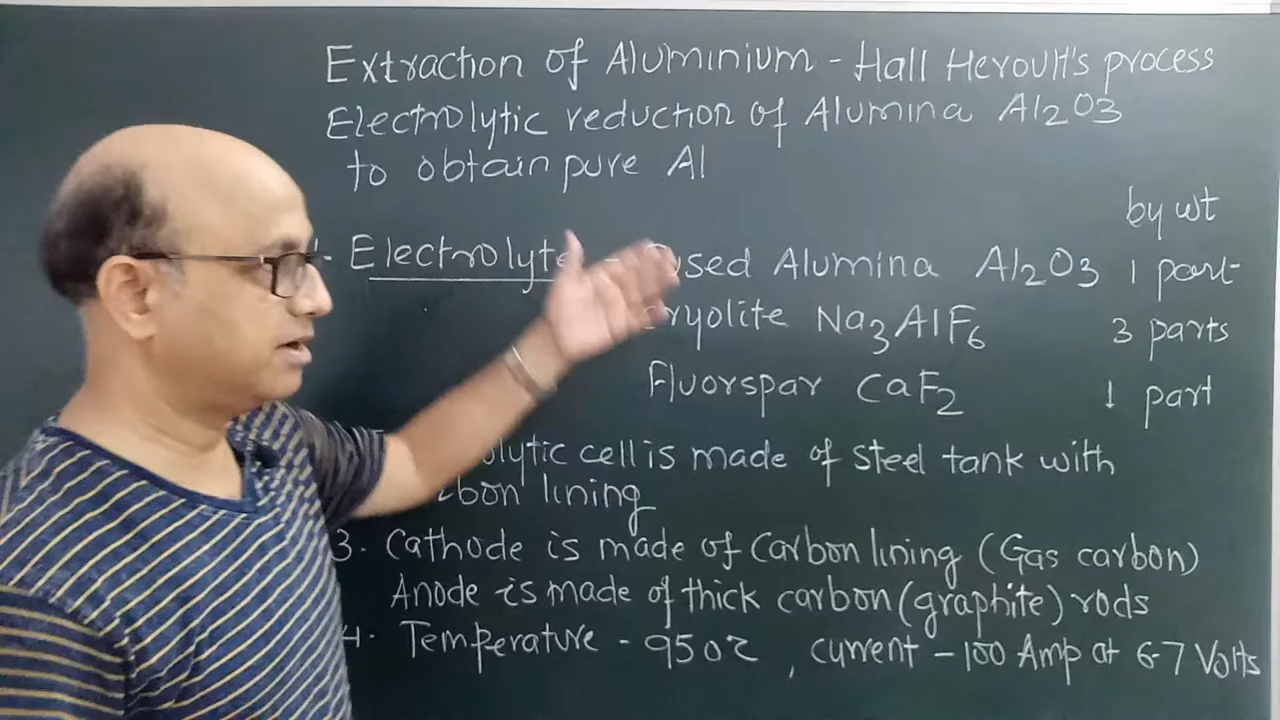 Extraction of Aluminium - Hall Heroult's process
Electrolytic reduction of Alumina Al2O3
to obtain pure Al
by wt
Electrolyte - Alumina Al2O3 1 part
Na3AlF6 3 parts
Fluorspar CaF2 1 part
cell is made of steel tank with
lining
3. Cathode is made of Carbon lining (Gas carbon)
Anode is made of thick carbon (graphite) rods
4. Temperature - 950°C, current - 100 Amp at 6-7 Volts